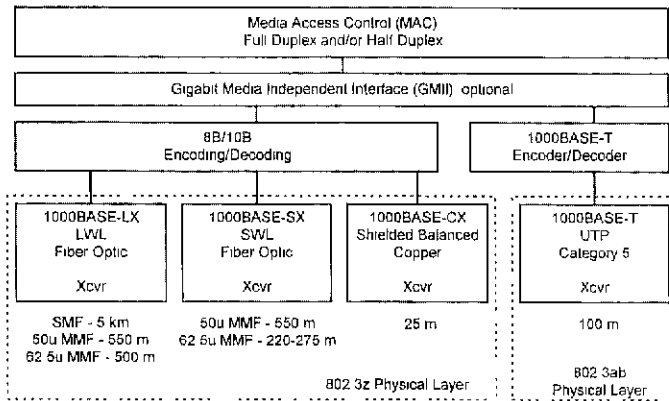 Media Access Control (MAC)
Full Duplex and/or Half Duplex
Gigabit Media Independent Interface (GMII) optional
8B/10B
Encoding/Decoding
1000BASE-T
Encoder/Decoder
1000BASE-LX
LWL
Fiber Optic
Xcvr
1000BASE-SX
SWL
Fiber Optic
Xcvr
1000BASE-CX
Shielded Balanced
Copper
Xcvr
1000BASE-T
UTP
Category 5
Xcvr
SMF - 5 km
50u MMF - 550 m
62 5u MMF - 500 m
50u MMF - 550 m
62 5u MMF - 220-275 m
25 m
100 m
802 3z Physical Layer
802 3ab
Physical Layer